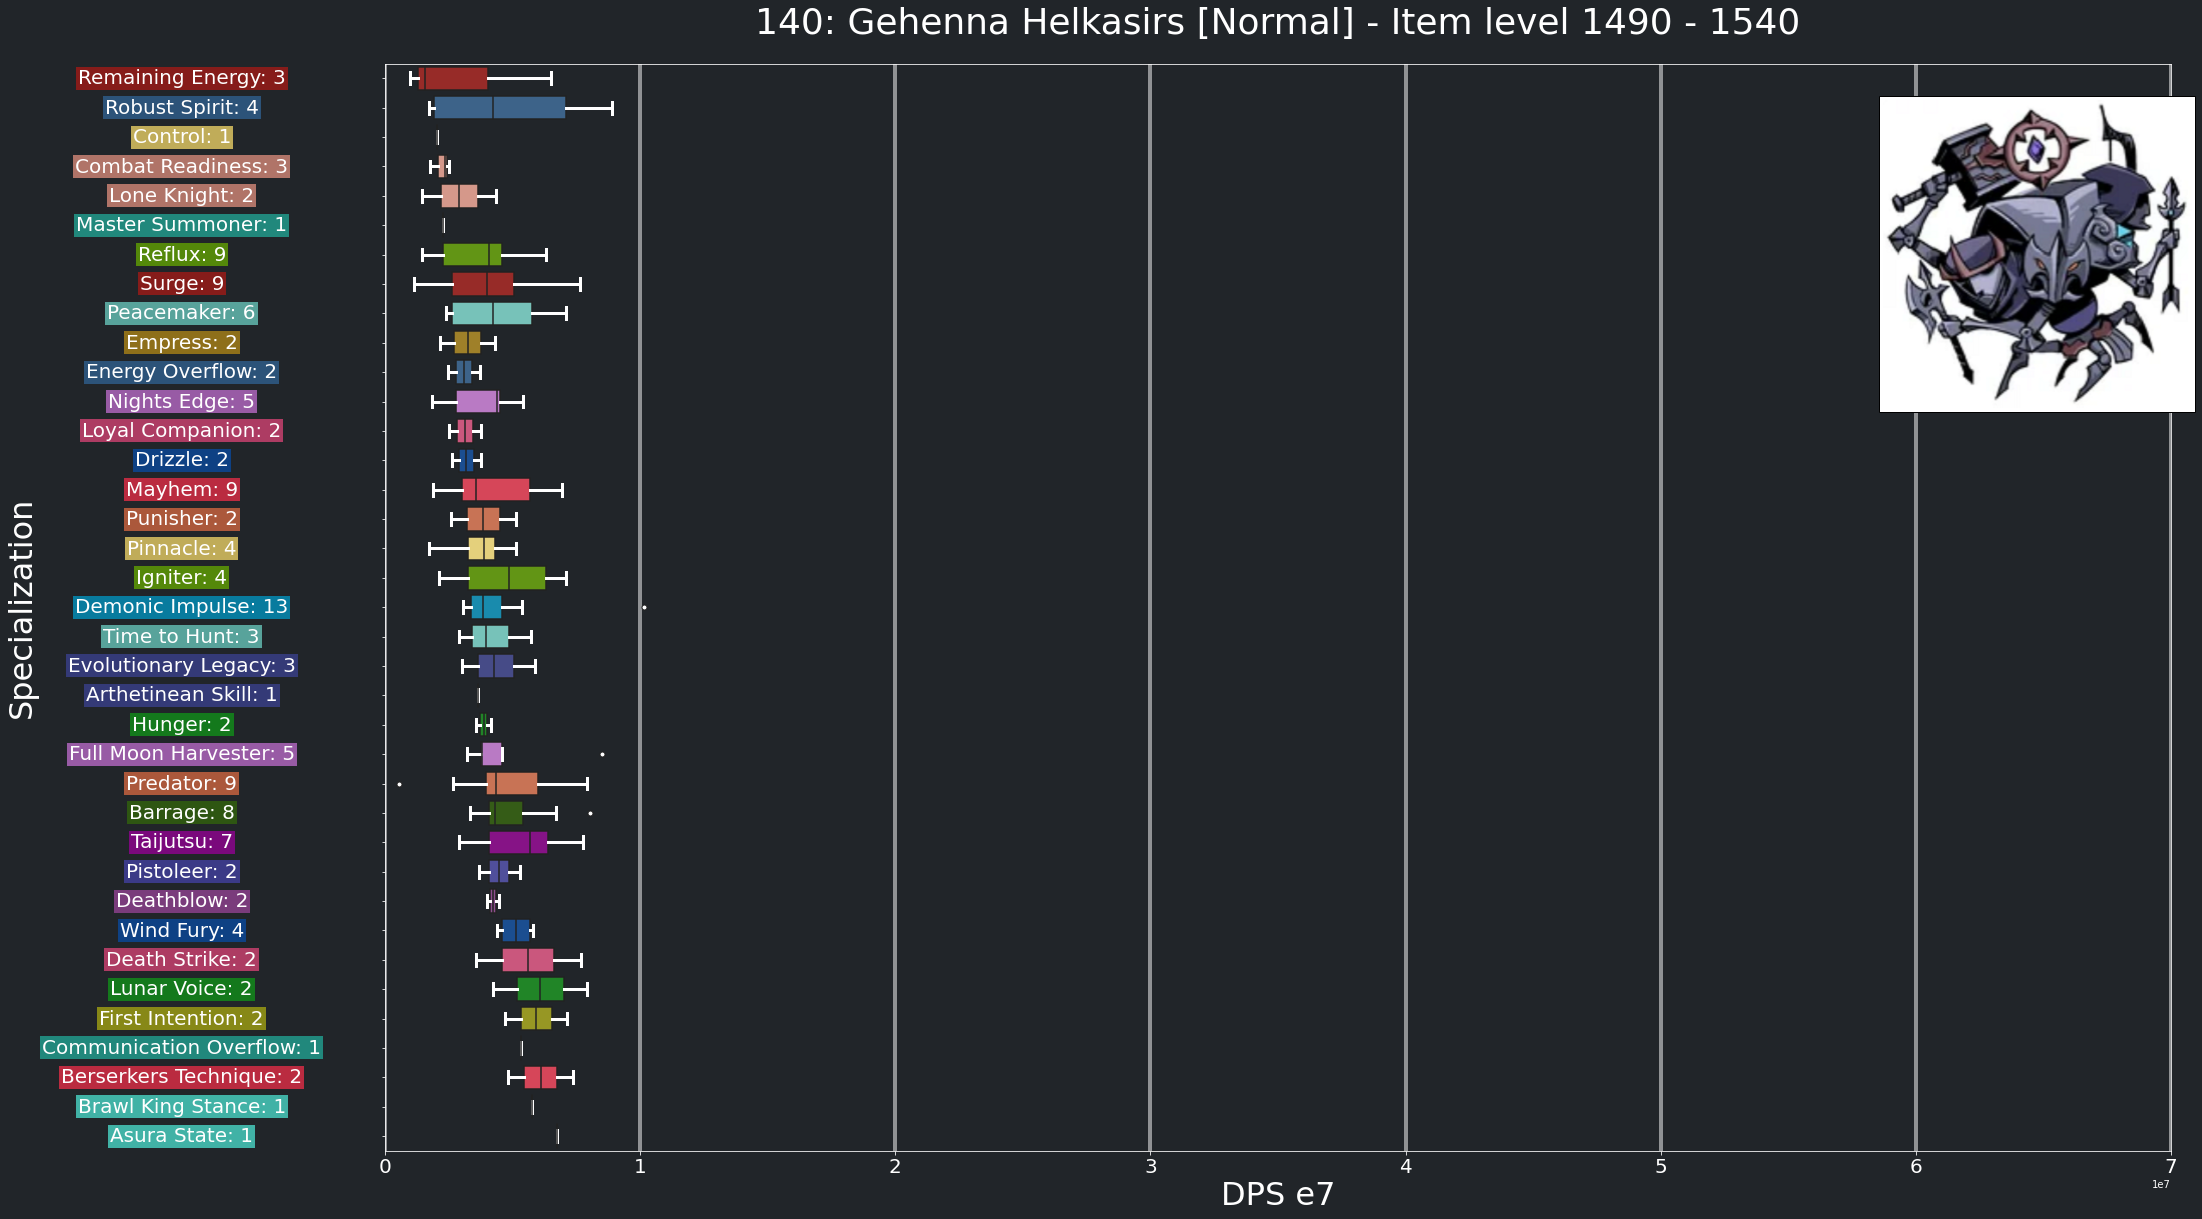 140: Gehenna Helkasirs [Normal] - Item level 1490 - 1540
Specialization
Remaining Energy: 3
Robust Spirit: 4
Control: 1
Combat Readiness: 3
Lone Knight: 2
Master Summoner: 1
Reflux: 9
Surge: 9
Peacemaker: 6
Empress: 2
Energy Overflow: 2
Nights Edge: 5
Loyal Companion: 2
Drizzle: 2
Mayhem: 9
Punisher: 2
Pinnacle: 4
Igniter: 4
Demonic Impulse: 13
Time to Hunt: 3
Evolutionary Legacy: 3
Arthetinean Skill: 1
Hunger: 2
Full Moon Harvester: 5
Predator: 9
Barrage: 8
Taijutsu: 7
Pistoleer: 2
Deathblow: 2
Wind Fury: 4
Death Strike: 2
Lunar Voice: 2
First Intention: 2
Communication Overflow: 1
Berserkers Technique: 2
Brawl King Stance: 1
Asura State: 1
0 1 2 3 4 5 6 7
1e7
DPS e7